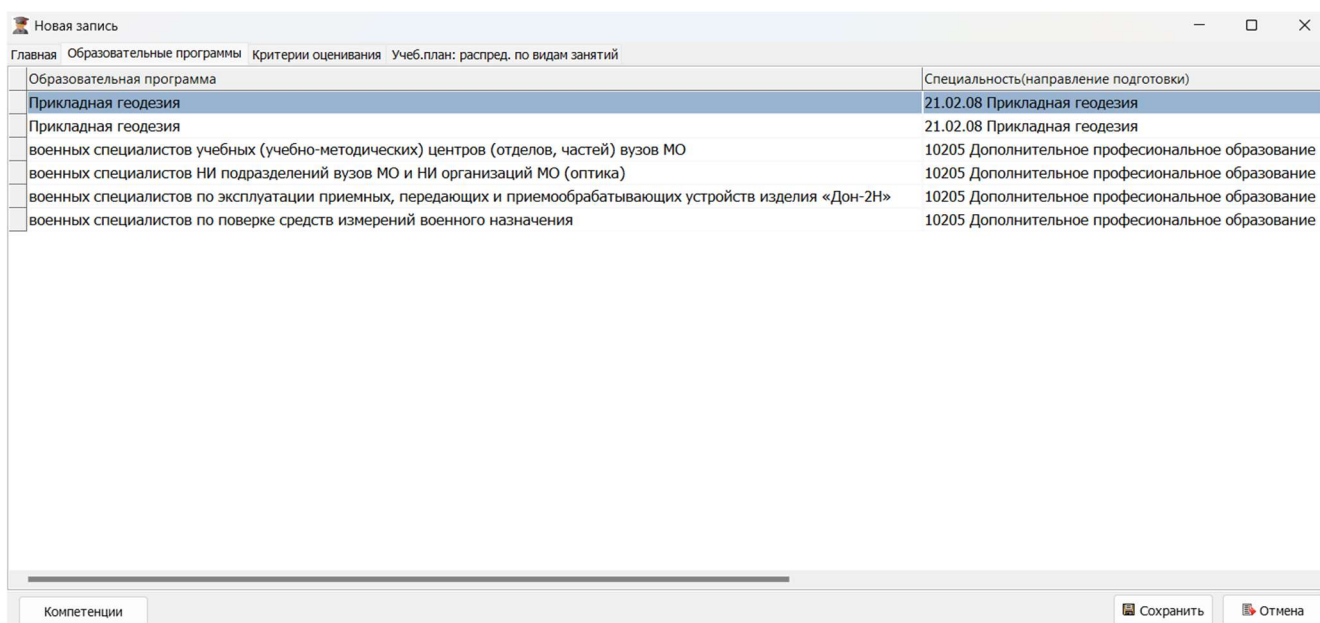 Новая запись
Главная Образовательные программы Критерии оценивания Учеб.план: распред. по видам занятий
Образовательная программа Специальность(направление подготовки)
Прикладная геодезия 21.02.08 Прикладная геодезия
Прикладная геодезия 21.02.08 Прикладная геодезия
военных специалистов учебных (учебно-методических) центров (отделов, частей) вузов МО 10205 Дополнительное професиональное образование
военных специалистов НИ подразделений вузов МО и НИ организаций МО (оптика) 10205 Дополнительное професиональное образование
военных специалистов по эксплуатации приемных, передающих и приемообрабатывающих устройств изделия «Дон-2Н» 10205 Дополнительное професиональное образование
военных специалистов по поверке средств измерений военного назначения 10205 Дополнительное професиональное образование
Компетенции Сохранить Отмена